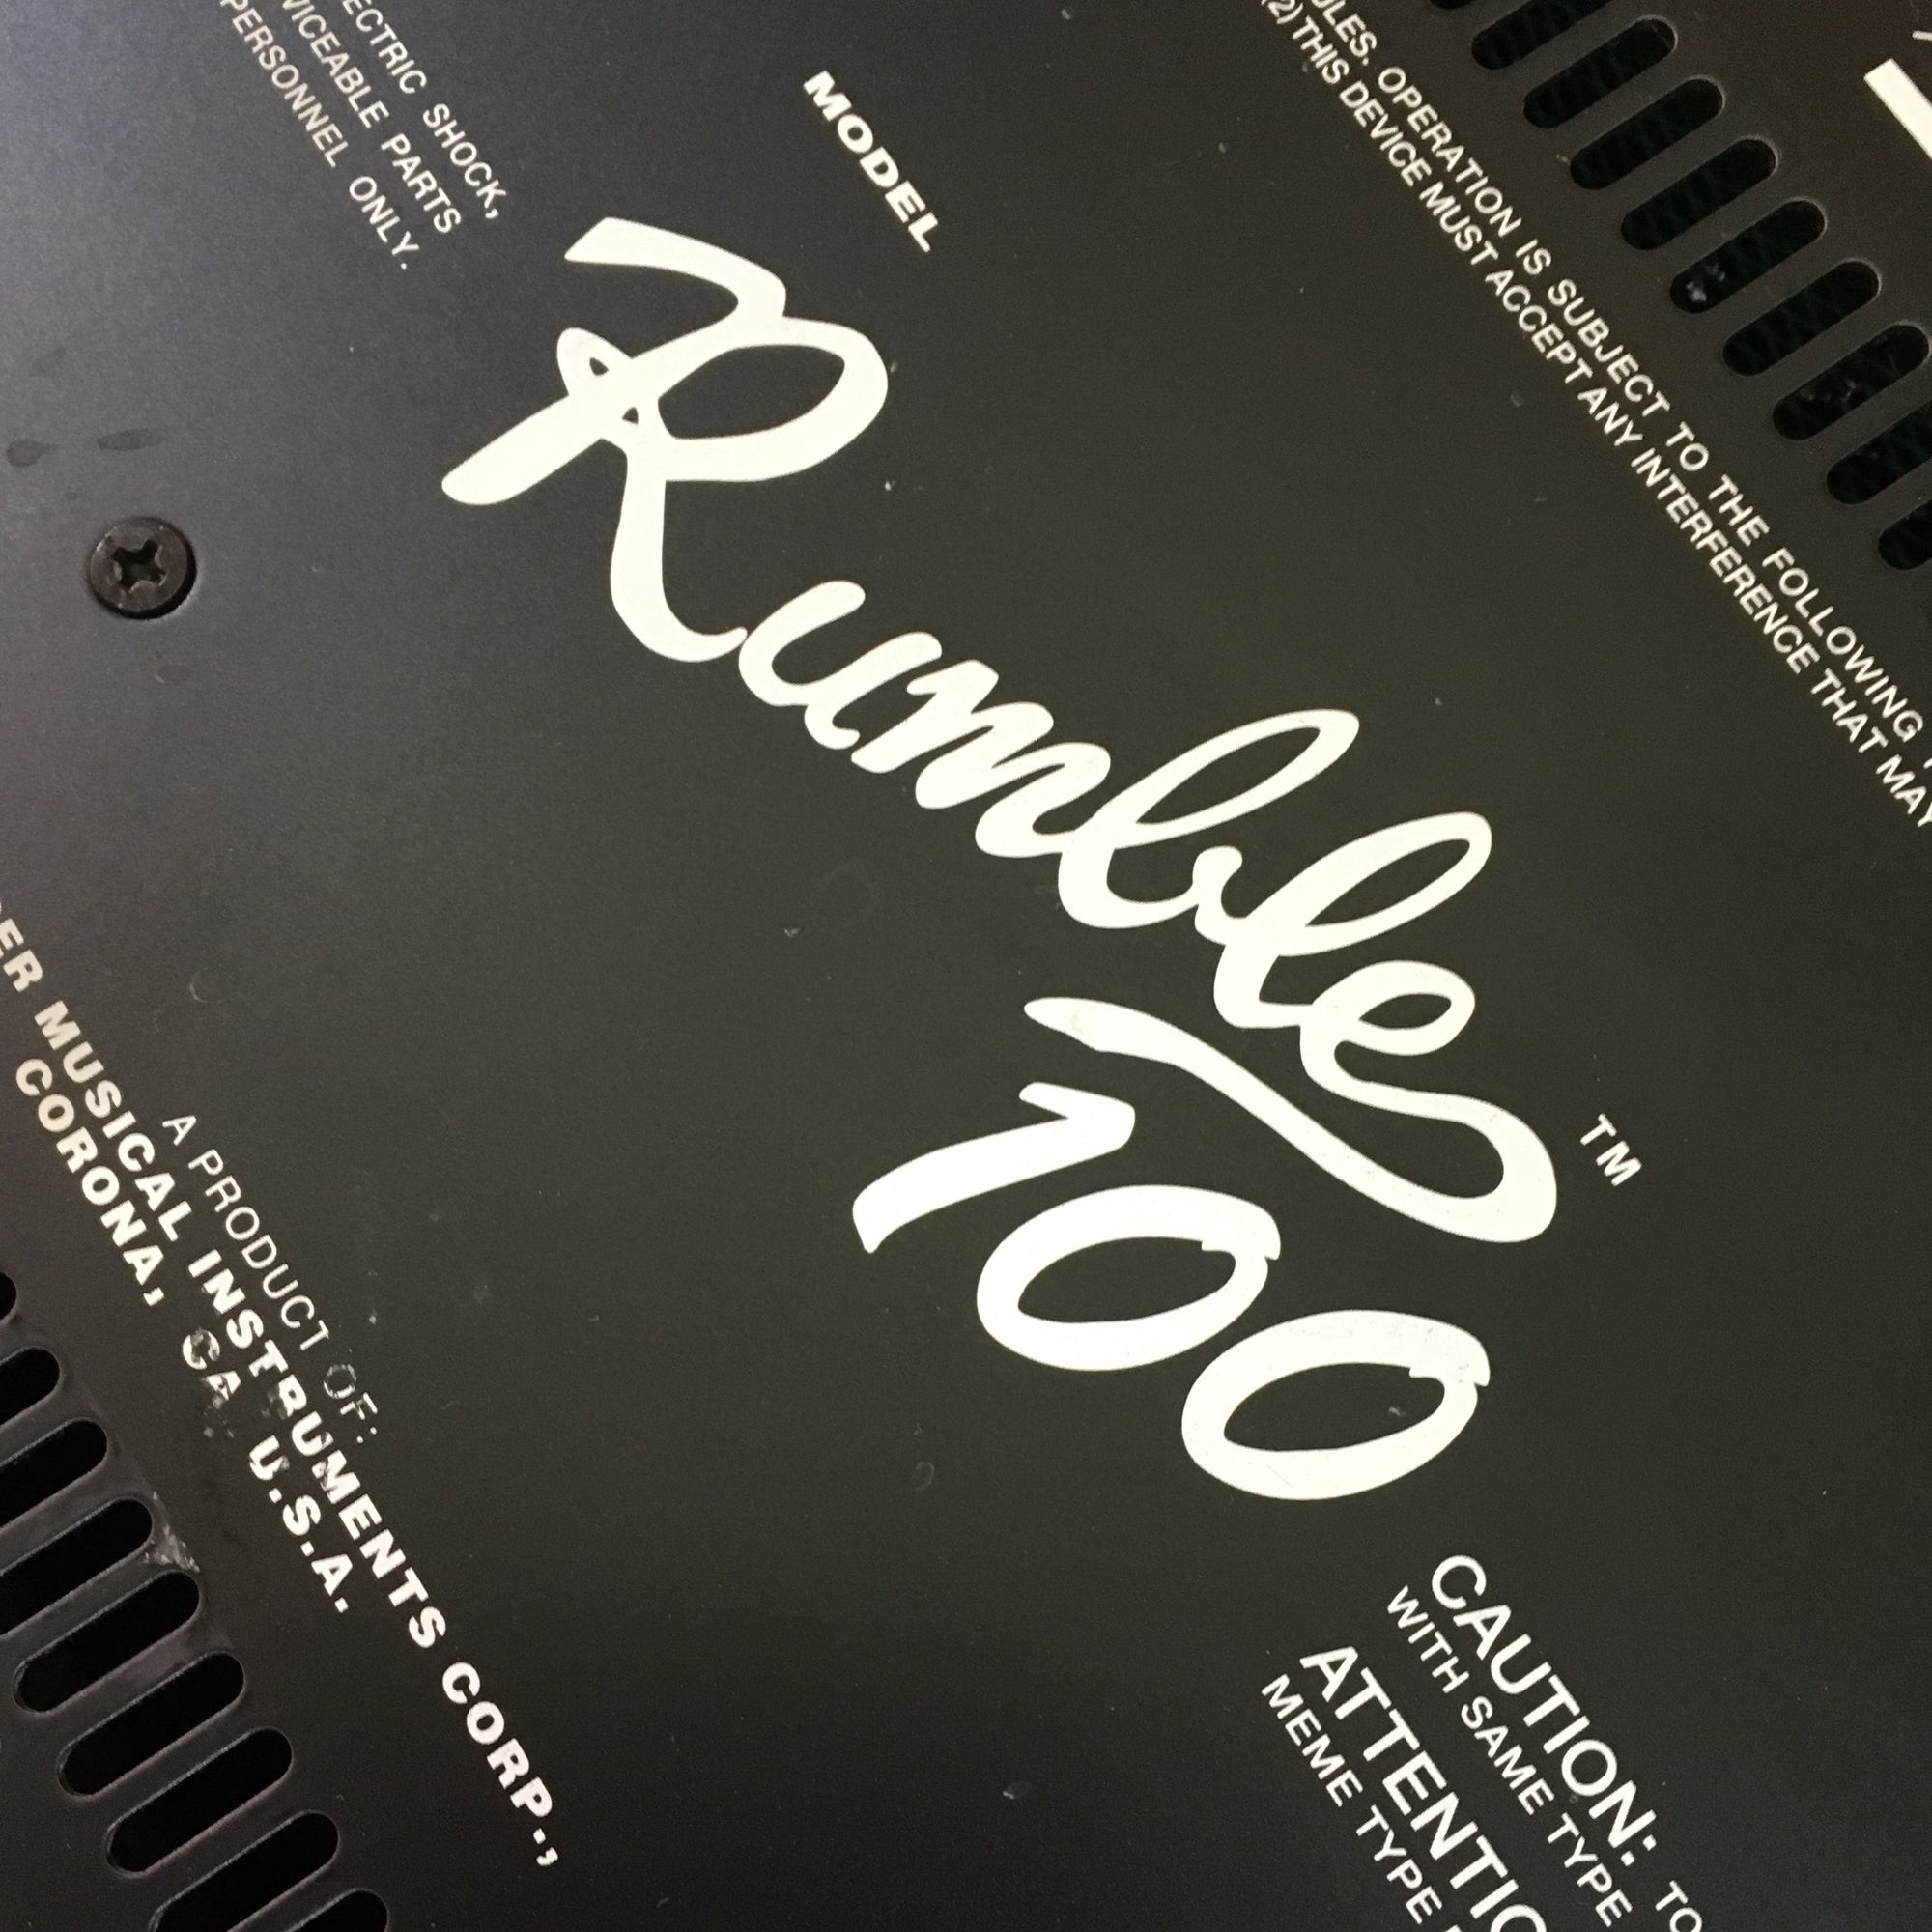 ECTRIC SHOCK,
VICEABLE PARTS
PERSONNEL ONLY.
MODEL
Rumble™
100
ULES. OPERATION IS SUBJECT TO THE FOLLOWING
(2) THIS DEVICE MUST ACCEPT ANY INTERFERENCE THAT MAY
A PRODUCT OF:
ER MUSICAL INSTRUMENTS CORP.,
CORONA, CA U.S.A.
CAUTION: TO
WITH SAME TYPE
ATTENTIO
MEME TYPE